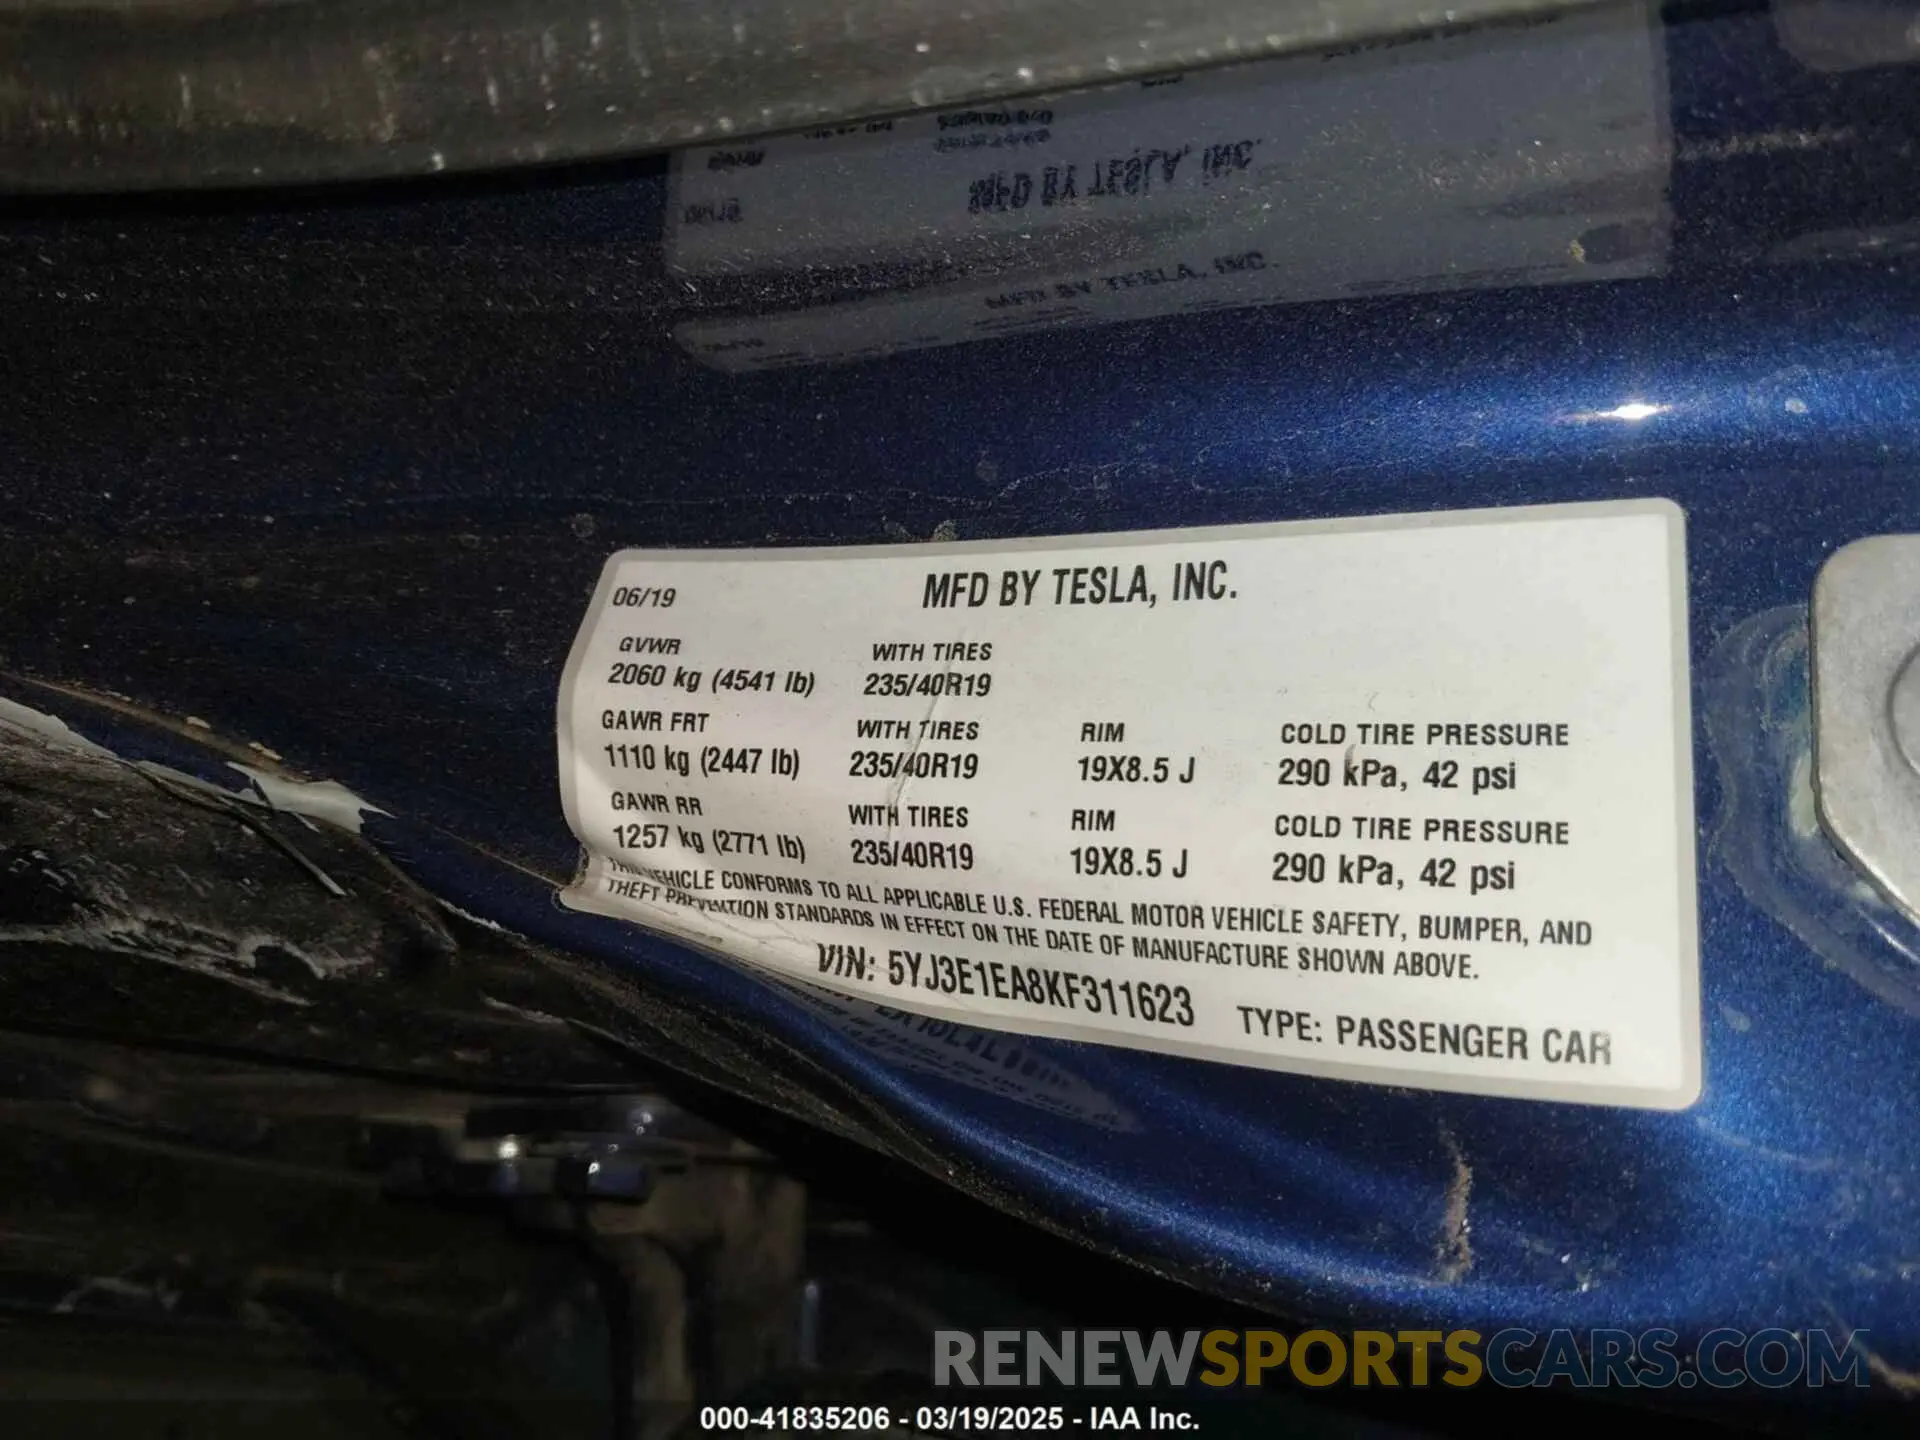 MFD BY TESLA, INC.
06/19 MFD BY TESLA, INC.
GVWR WITH TIRES
2060 kg (4541 lb) 235/40R19
GAWR FRT WITH TIRES RIM COLD TIRE PRESSURE
1110 kg (2447 lb) 235/40R19 19X8.5 J 290 kPa, 42 psi
GAWR RR WITH TIRES RIM COLD TIRE PRESSURE
1257 kg (2771 lb) 235/40R19 19X8.5 J 290 kPa, 42 psi
THIS VEHICLE CONFORMS TO ALL APPLICABLE U.S. FEDERAL MOTOR VEHICLE SAFETY, BUMPER, AND
THEFT PREVENTION STANDARDS IN EFFECT ON THE DATE OF MANUFACTURE SHOWN ABOVE.
VIN: 5YJ3E1EA8KF311623 TYPE: PASSENGER CAR
RENEWSPORTSCARS.COM
000-41835206 - 03/19/2025 - IAA Inc.